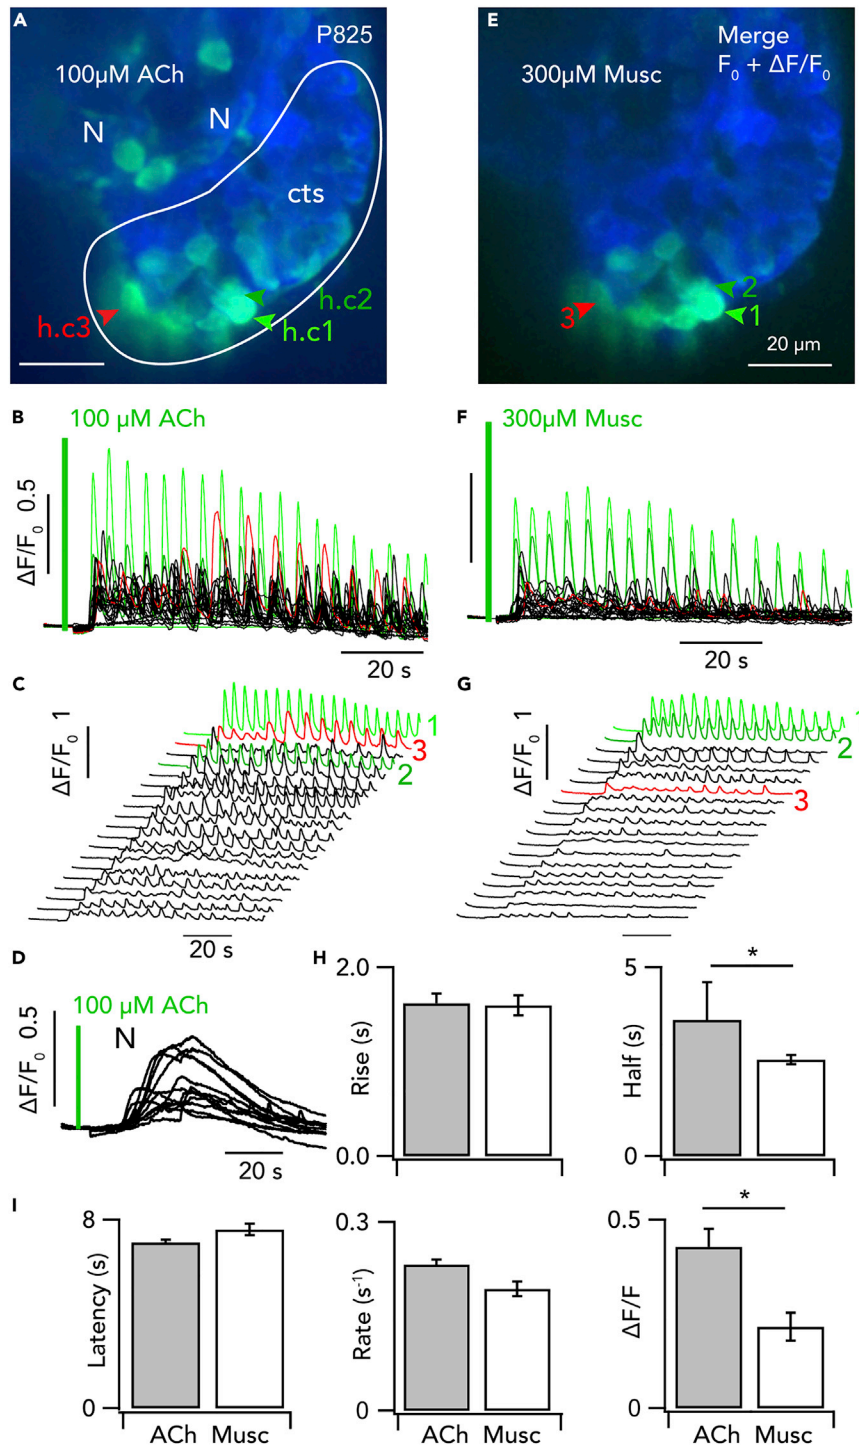 A
P825
100µM ACh
N
N
cts
h.c2
h.c3
h.c1
E
Merge
300µM Musc
F₀ + ΔF/F₀
2
3
1
20 µm
B
100 µM ACh
ΔF/F₀ 0.5
20 s
F
300µM Musc
20 s
C
ΔF/F₀ 1
1
3
2
20 s
G
ΔF/F₀ 1
2
3
D
100 µM ACh
N
ΔF/F₀ 0.5
20 s
H
2.0
Rise (s)
0.0
5
*
Half (s)
0
I
8
Latency (s)
0
ACh Musc
0.3
Rate (s⁻¹)
0
ACh Musc
0.5
*
ΔF/F
0
ACh Musc